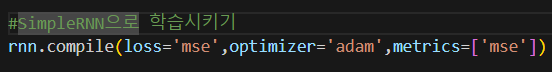 #SimpleRNN으로 학습시키기
rnn.compile(loss='mse',optimizer='adam',metrics=['mse'])